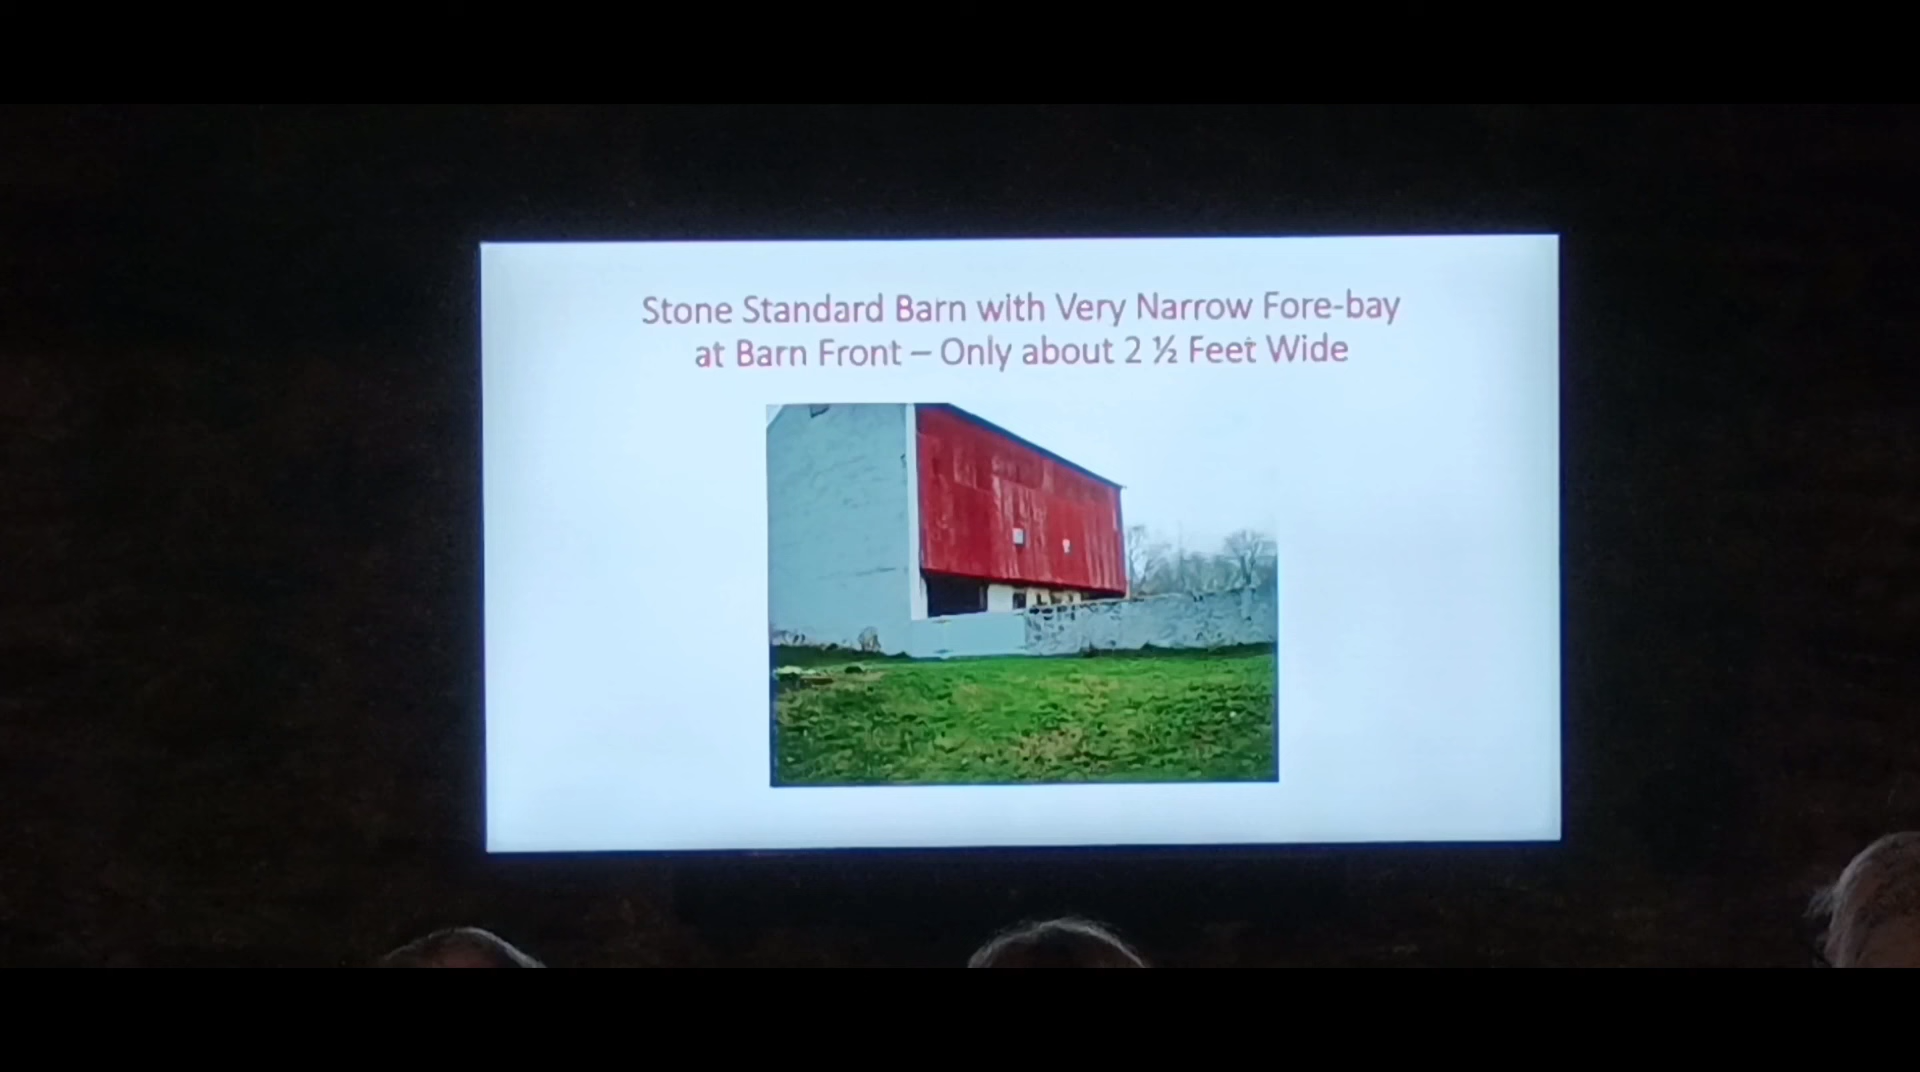 Stone Standard Barn with Very Narrow Fore-bay
at Barn Front – Only about 2 ½ Feet Wide